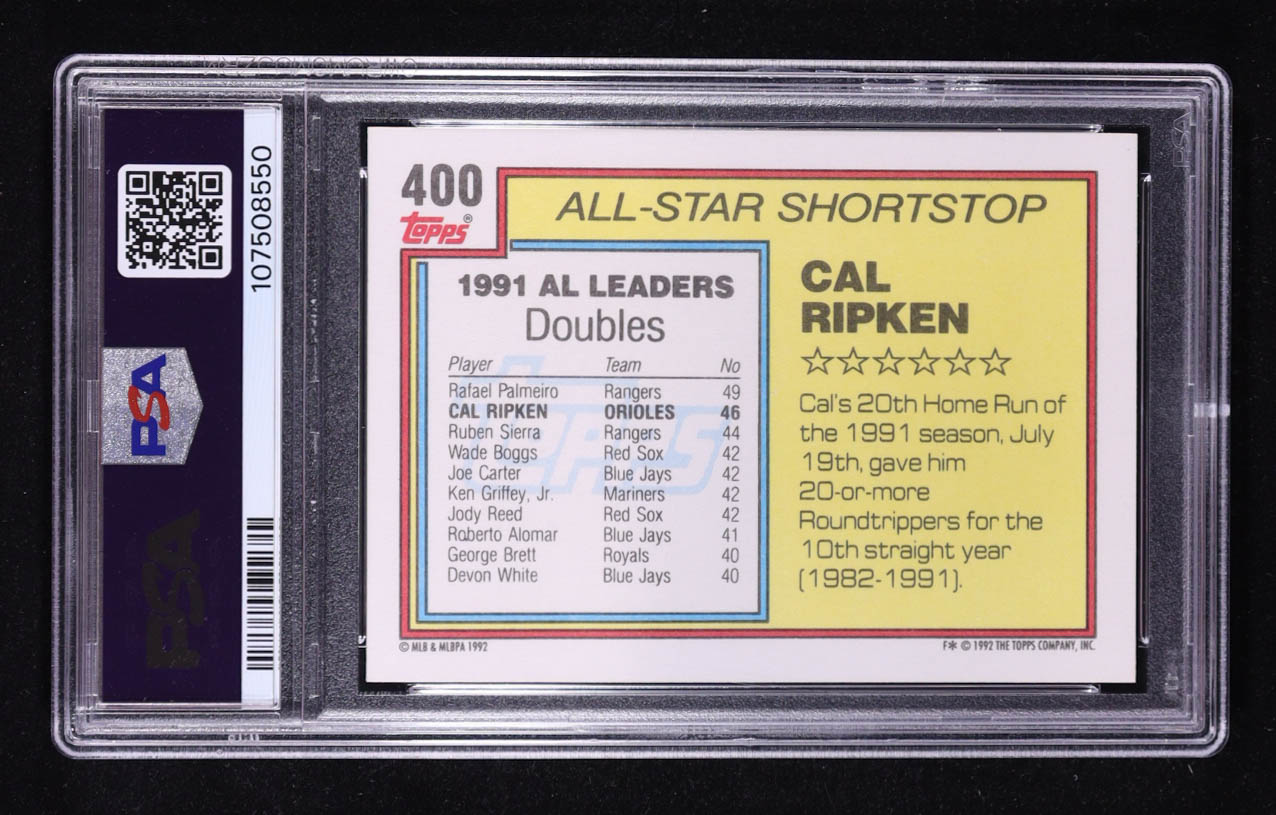 107508550
PSA
PSA
400
Topps®
ALL-STAR SHORTSTOP
1991 AL LEADERS
Doubles
Player Team No
Rafael Palmeiro Rangers 49
CAL RIPKEN ORIOLES 46
Ruben Sierra Rangers 44
Wade Boggs Red Sox 42
Joe Carter Blue Jays 42
Ken Griffey, Jr. Mariners 42
Jody Reed Red Sox 42
Roberto Alomar Blue Jays 41
George Brett Royals 40
Devon White Blue Jays 40
Topps
CAL
RIPKEN
☆☆☆☆☆☆
Cal's 20th Home Run of
the 1991 season, July
19th, gave him
20-or-more
Roundtrippers for the
10th straight year
(1982-1991).
© MLB & MLBPA 1992
F* © 1992 THE TOPPS COMPANY, INC.